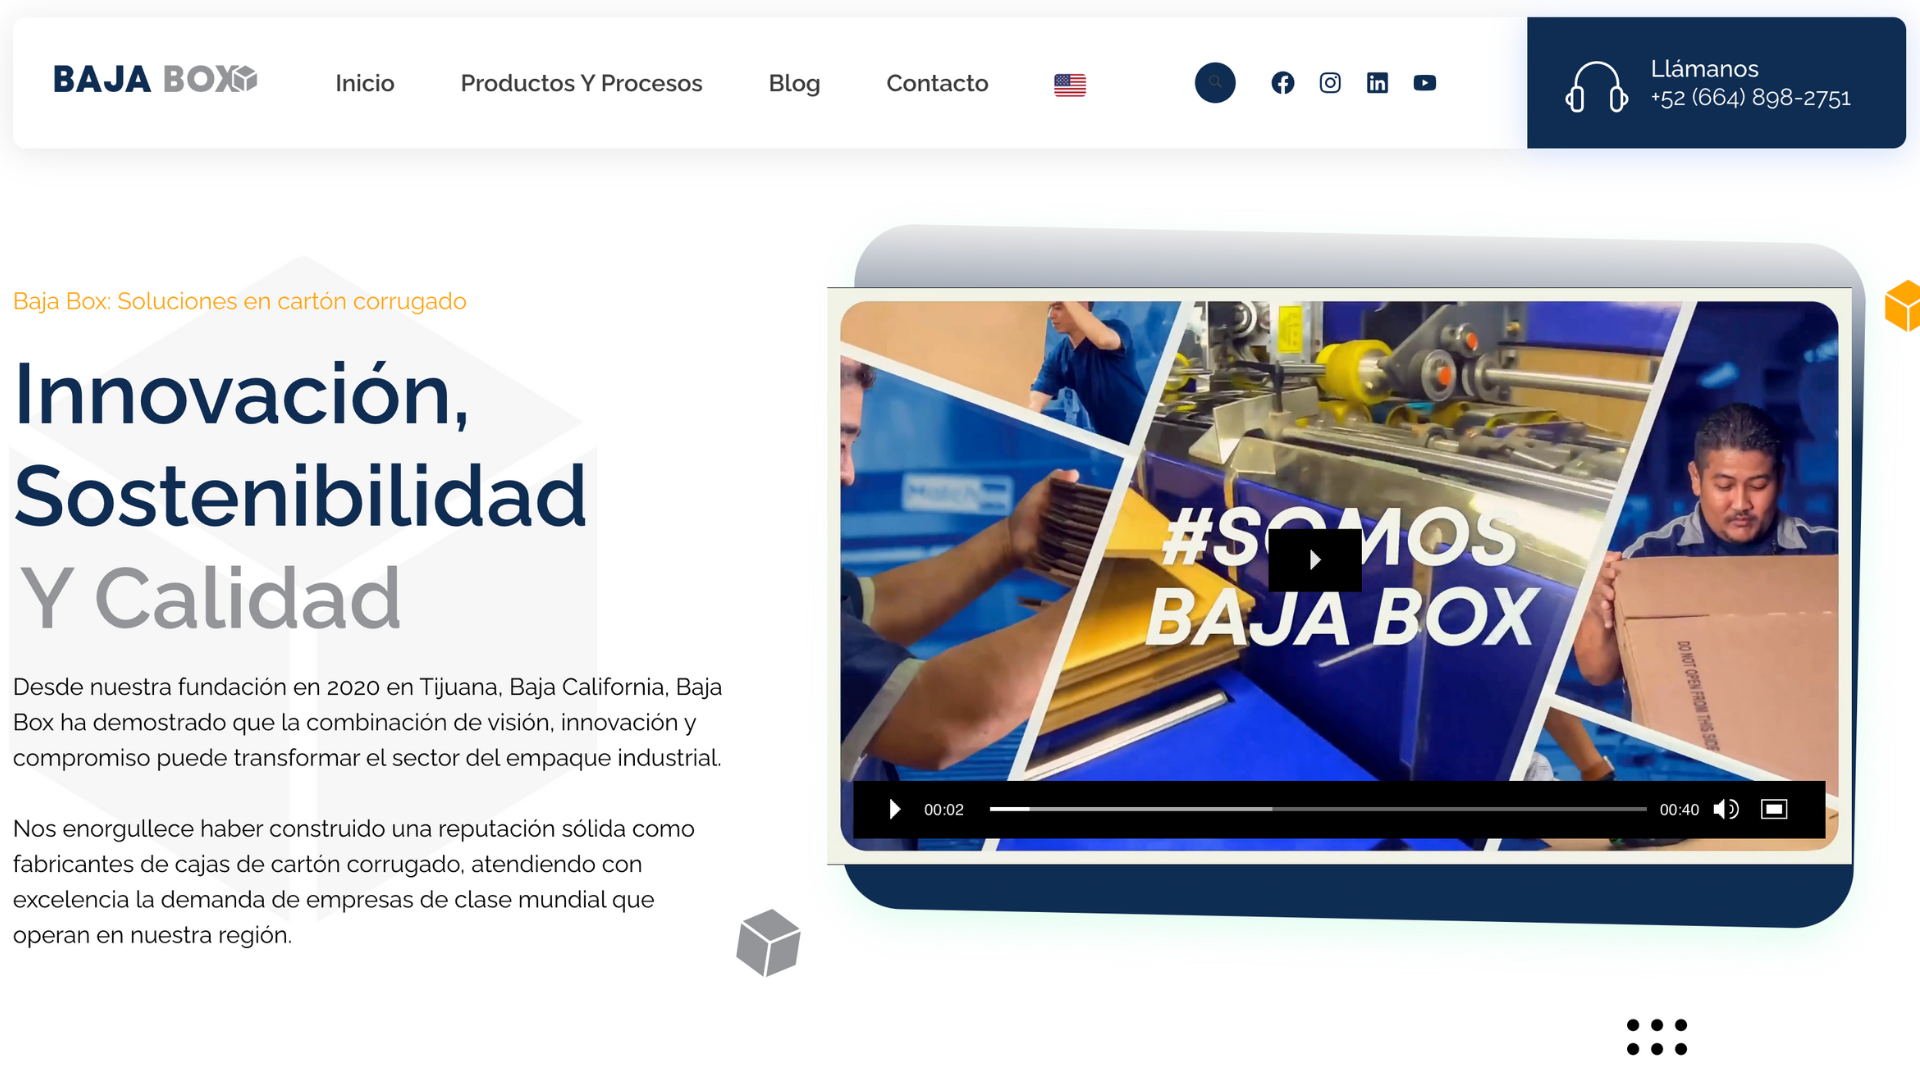 BAJA BOX
Inicio
Productos Y Procesos
Blog
Contacto
Llámanos
+52 (664) 898-2751
Baja Box: Soluciones en cartón corrugado
Innovación,
Sostenibilidad
Y Calidad
Desde nuestra fundación en 2020 en Tijuana, Baja California, Baja
Box ha demostrado que la combinación de visión, innovación y
compromiso puede transformar el sector del empaque industrial.
Nos enorgullece haber construido una reputación sólida como
fabricantes de cajas de cartón corrugado, atendiendo con
excelencia la demanda de empresas de clase mundial que
operan en nuestra región.
#SOMOS
BAJA BOX
DO NOT OPEN FROM THIS SIDE
00:02
00:40